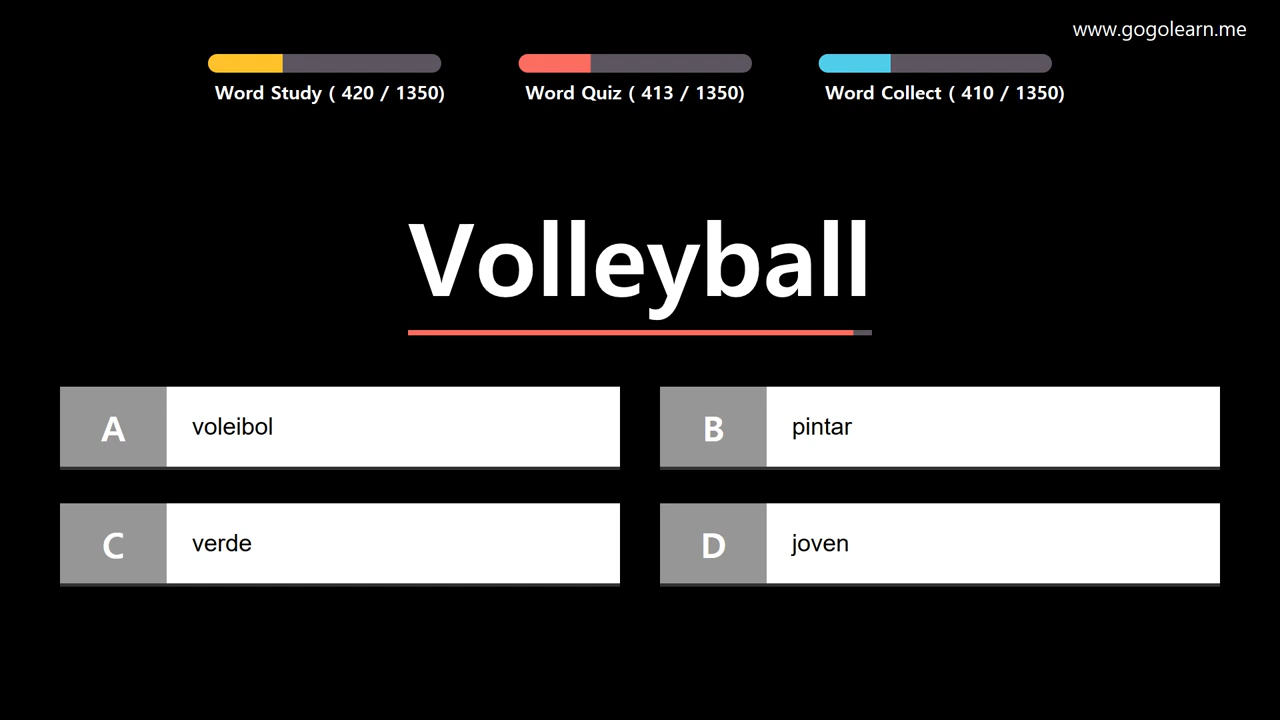 www.gogolearn.me
Word Study ( 420 / 1350)
Word Quiz ( 413 / 1350)
Word Collect ( 410 / 1350)
Volleyball
A voleibol
B pintar
C verde
D joven